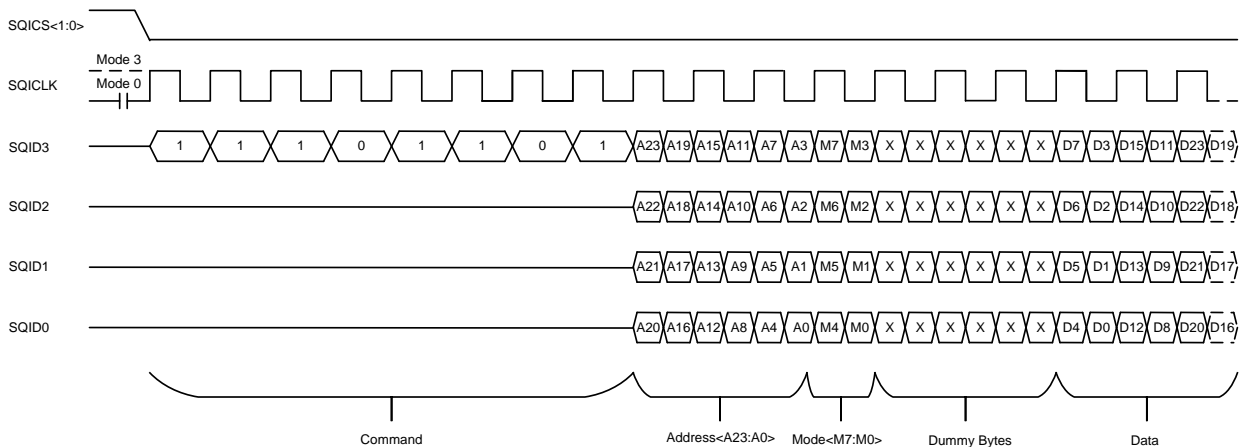 SQICS<1:0>
Mode 3
SQICLK
Mode 0
SQID3 1 1 1 0 1 1 0 1 A23 A19 A15 A11 A7 A3 M7 M3 X X X X X X D7 D3 D15 D11 D23 D19
SQID2 A22 A18 A14 A10 A6 A2 M6 M2 X X X X X X D6 D2 D14 D10 D22 D18
SQID1 A21 A17 A13 A9 A5 A1 M5 M1 X X X X X X D5 D1 D13 D9 D21 D17
SQID0 A20 A16 A12 A8 A4 A0 M4 M0 X X X X X X D4 D0 D12 D8 D20 D16
Command Address<A23:A0> Mode<M7:M0> Dummy Bytes Data